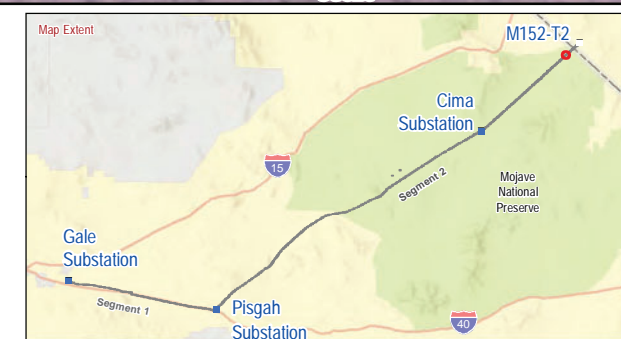 Map Extent
M152-T2
Cima
Substation
15
Segment 2
Mojave
National
Preserve
Gale
Substation
Segment 1
Pisgah
Substation
40